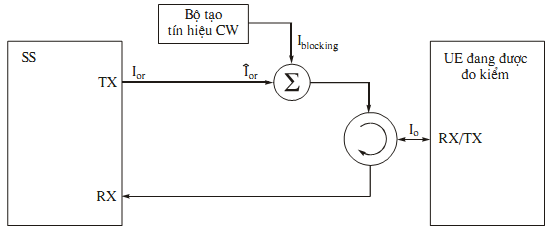 Bộ tạo
tín hiệu CW
SS
I_blocking
UE đang được
đo kiểm
TX
I_or
Î_or
Σ
I_o
RX/TX
RX